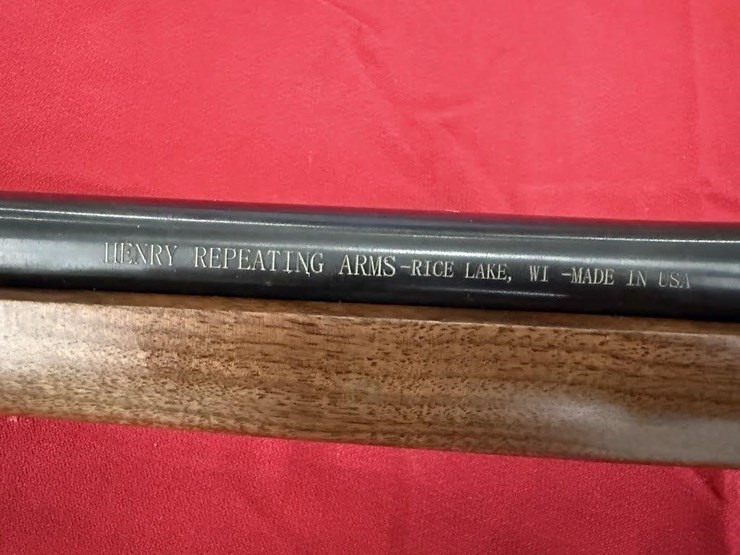 HENRY REPEATING ARMS-RICE LAKE, WI -MADE IN USA